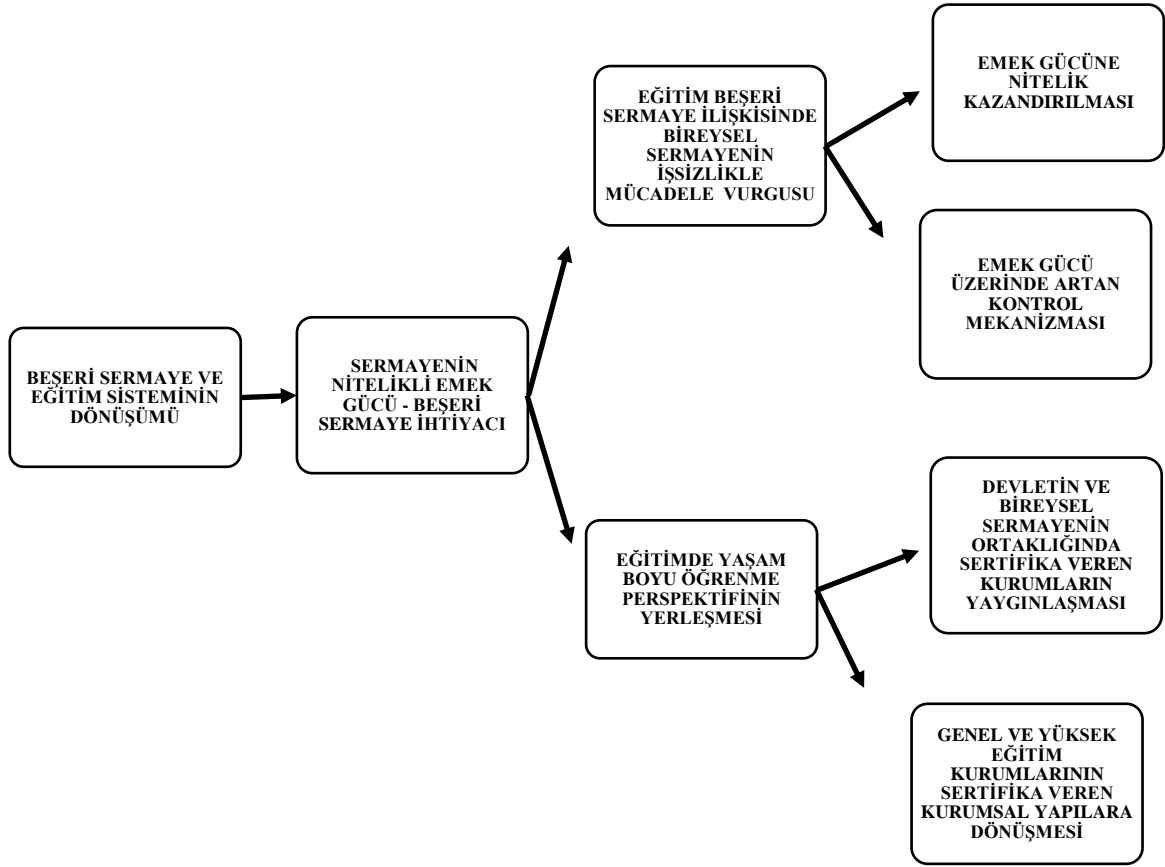 BEŞERİ SERMAYE VE
EĞİTİM SİSTEMİNİN
DÖNÜŞÜMÜ
SERMAYENİN
NİTELİKLİ EMEK
GÜCÜ - BEŞERİ
SERMAYE İHTİYACI
EĞİTİM BEŞERİ
SERMAYE İLİŞKİSİNDE
BİREYSEL
SERMAYENİN
İŞSİZLİKLE
MÜCADELE VURGUSU
EMEK GÜCÜNE
NİTELİK
KAZANDIRILMASI
EMEK GÜCÜ
ÜZERİNDE ARTAN
KONTROL
MEKANİZMASI
EĞİTİMDE YAŞAM
BOYU ÖĞRENME
PERSPEKTİFİNİN
YERLEŞMESİ
DEVLETİN VE
BİREYSEL
SERMAYENİN
ORTAKLIĞINDA
SERTİFİKA VEREN
KURUMLARIN
YAYGINLAŞMASI
GENEL VE YÜKSEK
EĞİTİM
KURUMLARININ
SERTİFİKA VEREN
KURUMSAL YAPILARA
DÖNÜŞMESİ